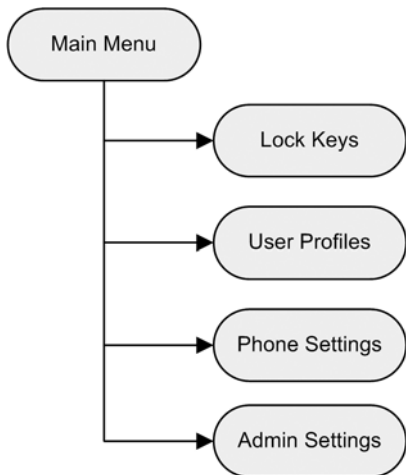 Main Menu
Lock Keys
User Profiles
Phone Settings
Admin Settings